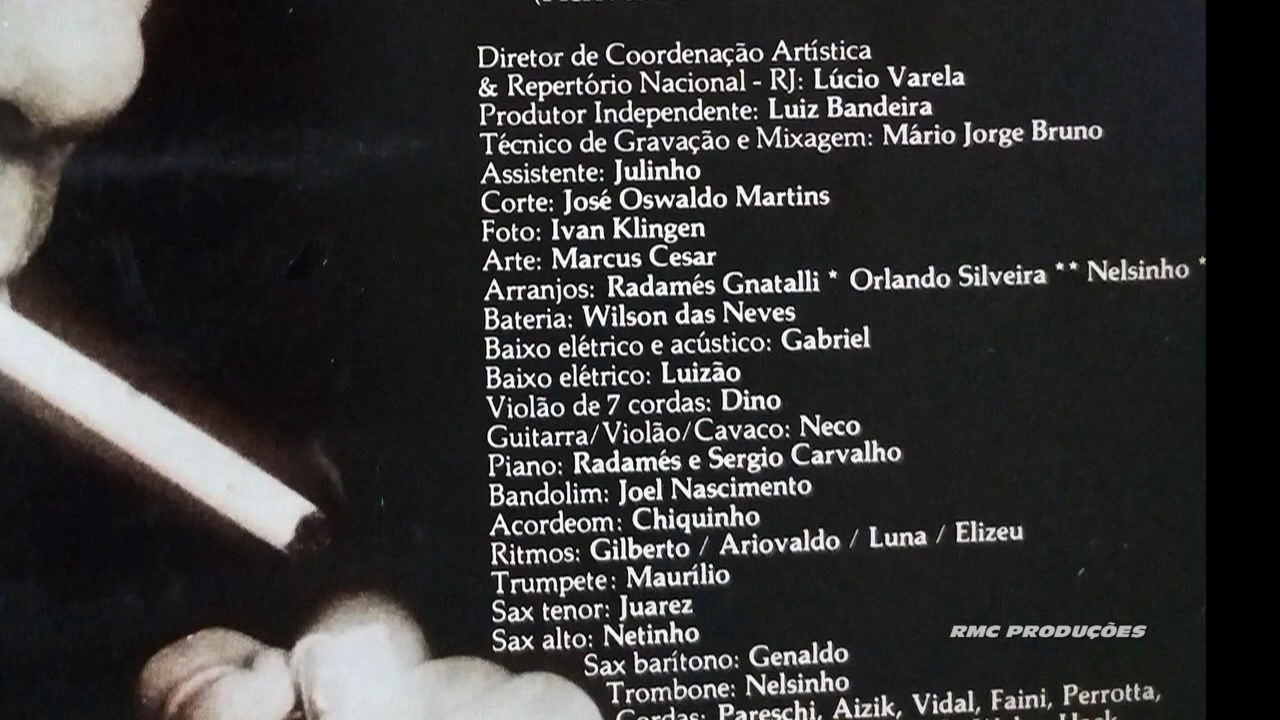 Diretor de Coordenação Artística
& Repertório Nacional - RJ: Lúcio Varela
Produtor Independente: Luiz Bandeira
Técnico de Gravação e Mixagem: Mário Jorge Bruno
Assistente: Julinho
Corte: José Oswaldo Martins
Foto: Ivan Klingen
Arte: Marcus Cesar
Arranjos: Radamés Gnatalli * Orlando Silveira ** Nelsinho *
Bateria: Wilson das Neves
Baixo elétrico e acústico: Gabriel
Baixo elétrico: Luizão
Violão de 7 cordas: Dino
Guitarra/Violão/Cavaco: Neco
Piano: Radamés e Sergio Carvalho
Bandolim: Joel Nascimento
Acordeom: Chiquinho
Ritmos: Gilberto / Ariovaldo / Luna / Elizeu
Trumpete: Maurílio
Sax tenor: Juarez
Sax alto: Netinho
RMC PRODUÇÕES
Sax barítono: Genaldo
Trombone: Nelsinho
Cordas: Pareschi, Aizik, Vidal, Faini, Perrotta,